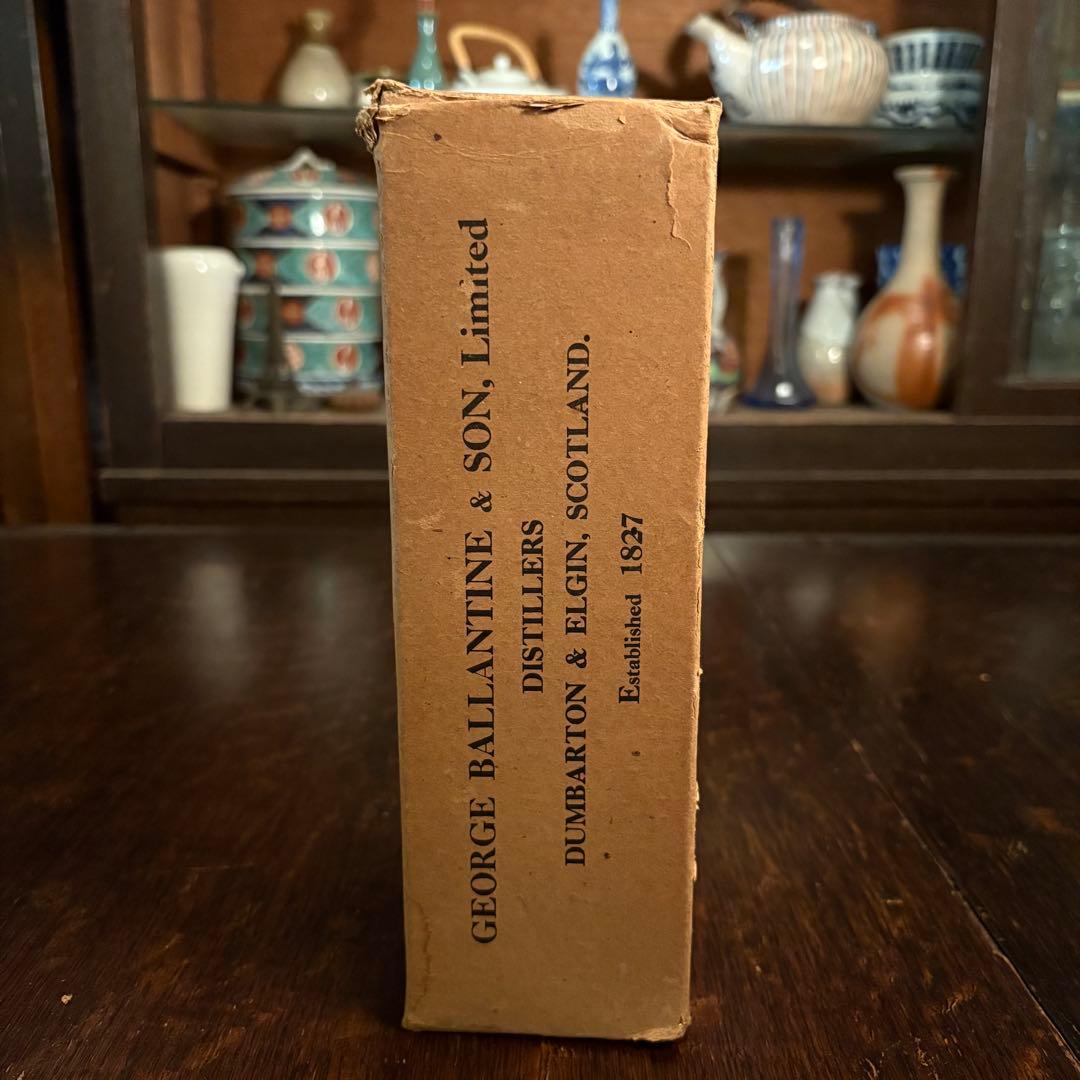 GEORGE BALLANTINE & SON, Limited
DISTILLERS
DUMBARTON & ELGIN, SCOTLAND.
Established 1827